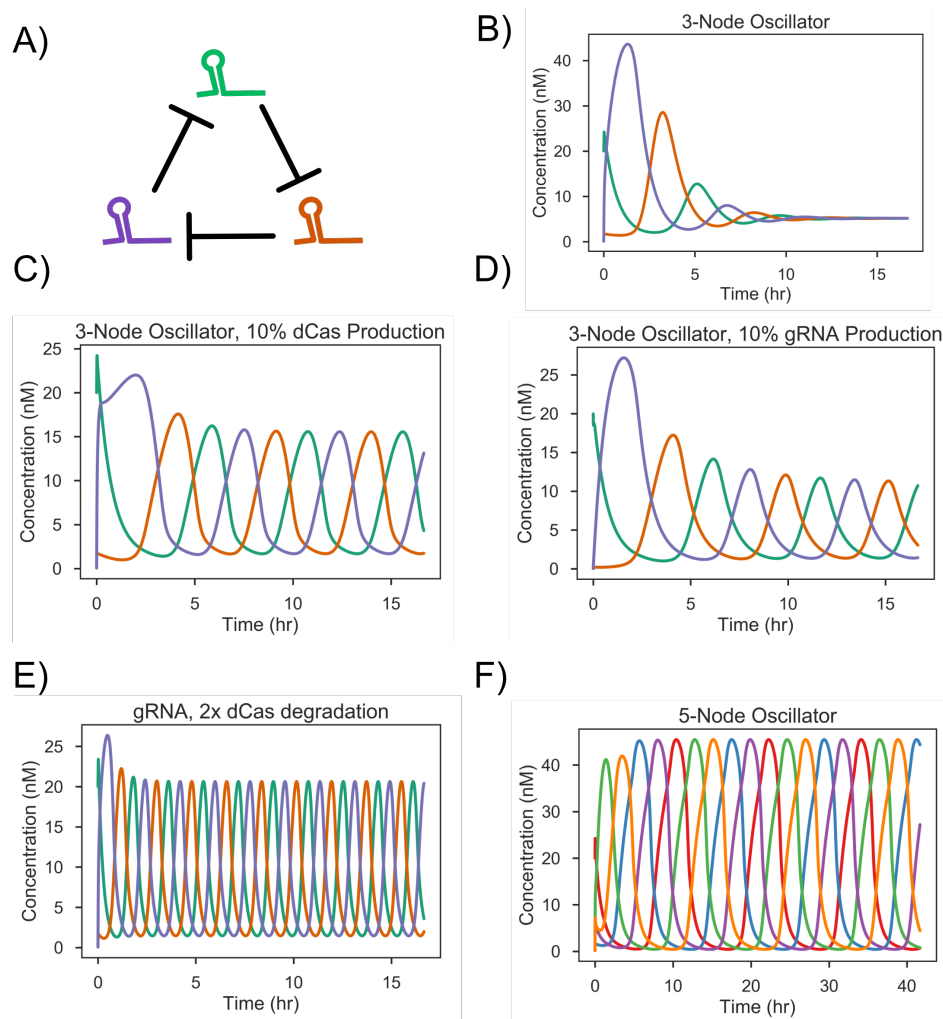 A)
B)
3-Node Oscillator
Concentration (nM)
40
30
20
10
0
0
5
10
15
Time (hr)
C)
3-Node Oscillator, 10% dCas Production
Concentration (nM)
25
20
15
10
5
0
0
5
10
15
Time (hr)
D)
3-Node Oscillator, 10% gRNA Production
Concentration (nM)
25
20
15
10
5
0
0
5
10
15
Time (hr)
E)
gRNA, 2x dCas degradation
Concentration (nM)
25
20
15
10
5
0
0
5
10
15
Time (hr)
F)
5-Node Oscillator
Concentration (nM)
40
30
20
10
0
0
10
20
30
40
Time (hr)